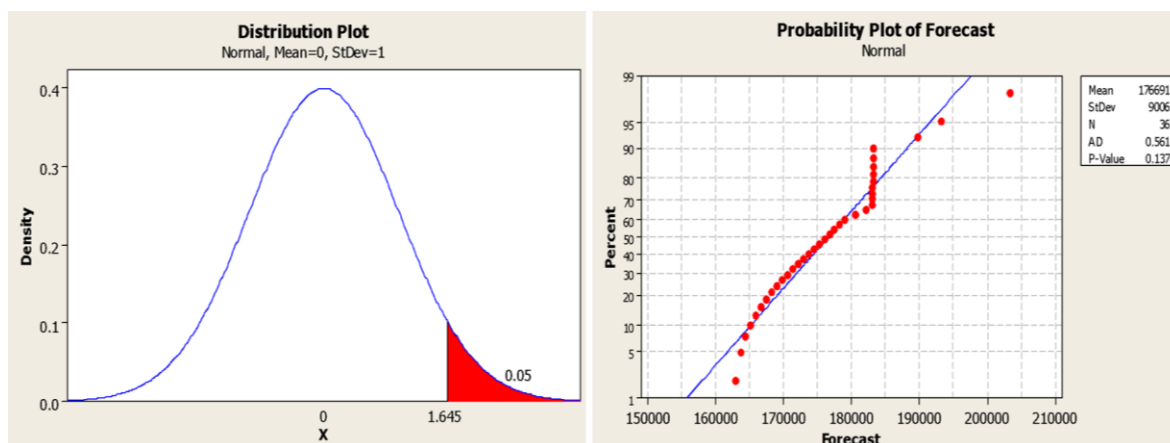 Distribution Plot
Normal, Mean=0, StDev=1
0.4
0.3
0.2
0.1
0.0
Density
0.05
0
1.645
X
Probability Plot of Forecast
Normal
99
95
90
80
70
60
50
40
30
20
10
5
1
Percent
150000 160000 170000 180000 190000 200000 210000
Forecast
Mean 176691
StDev 9006
N 36
AD 0.561
P-Value 0.137